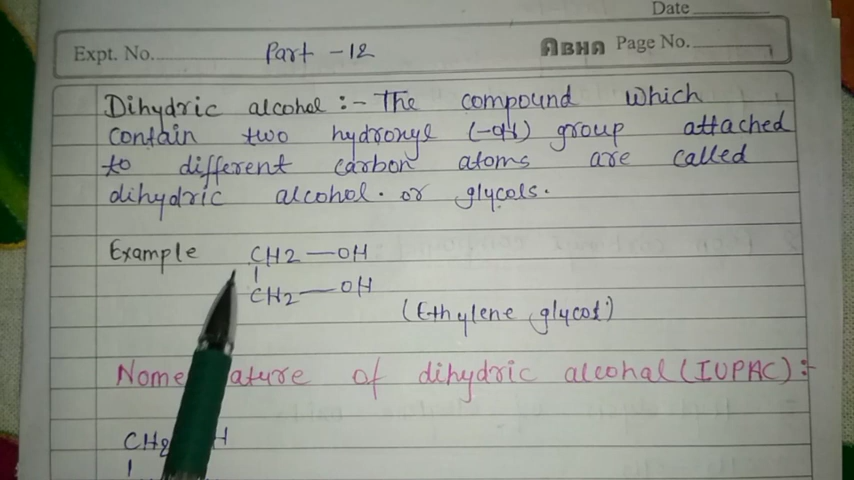 Date
Expt. No. Part - 12 ABHA Page No.
Dihydric alcohol :- The compound which
contain two hydroxyl (-OH) group attached
to different carbon atoms are called
dihydric alcohol. or glycols.
Example CH2 — OH
|
CH2 — OH
(Ethylene glycol)
of dihydric alcohal (IUPAC) :-
CH2 H
|